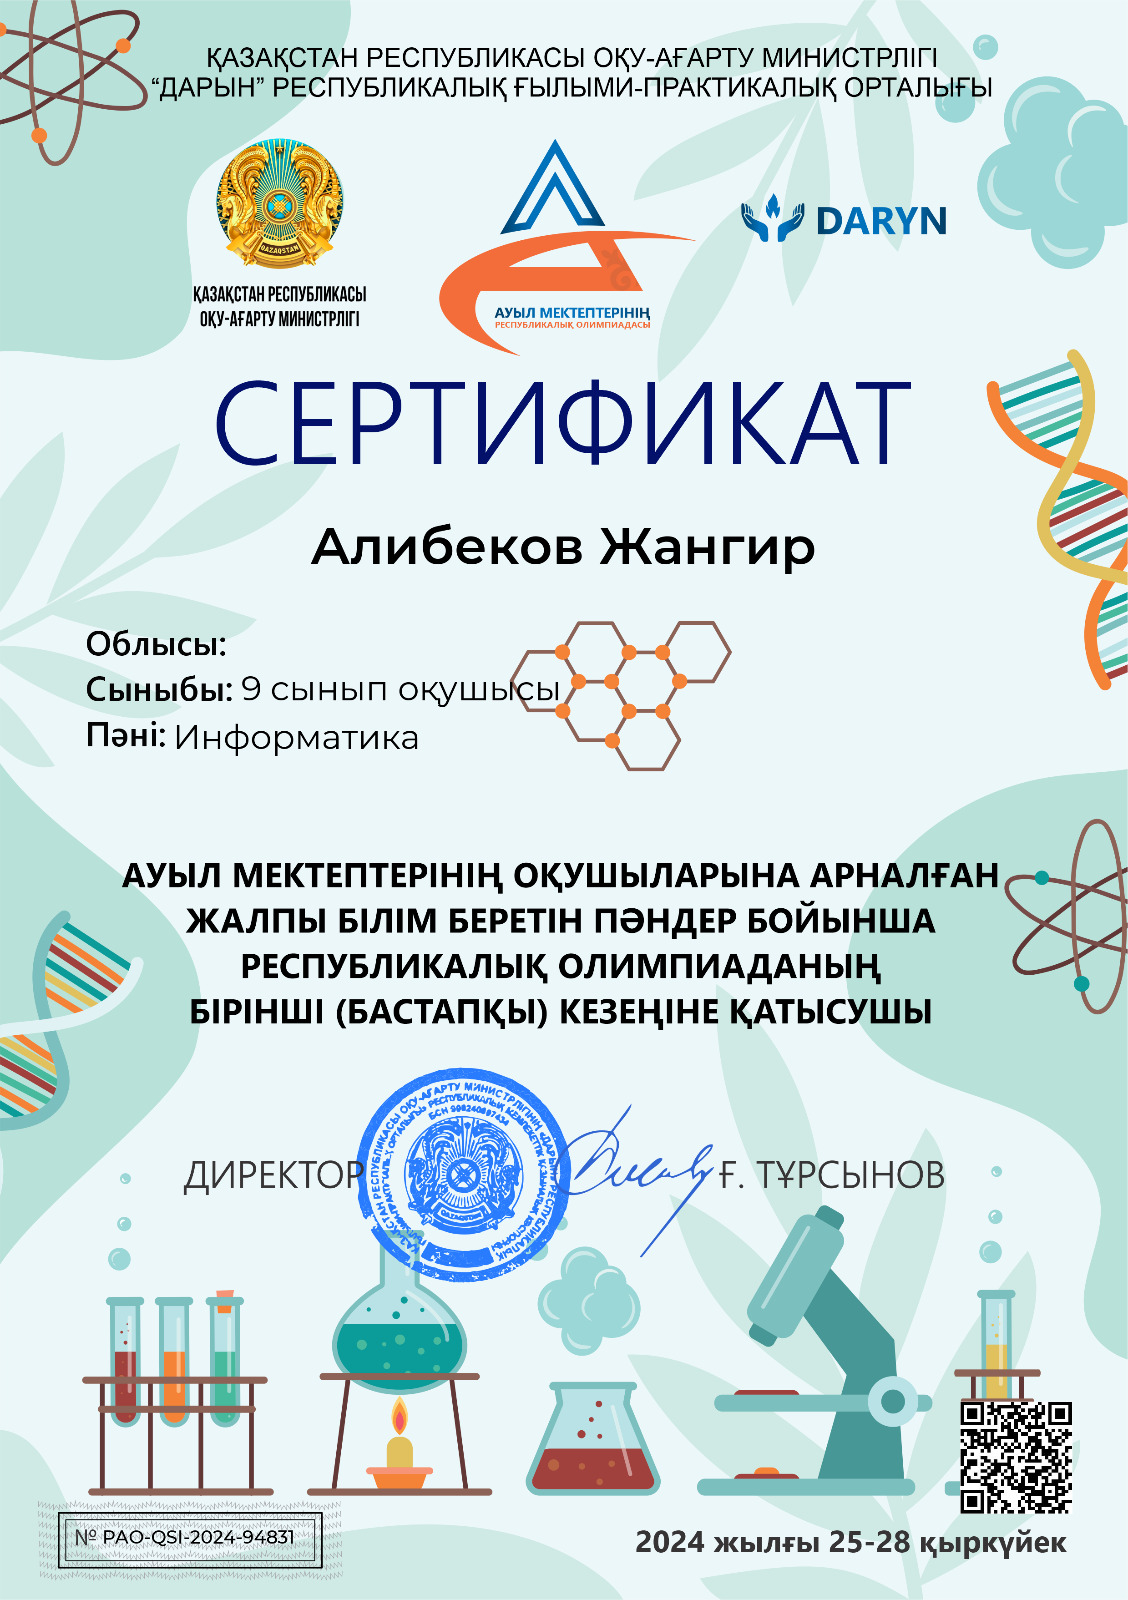 ҚАЗАҚСТАН РЕСПУБЛИКАСЫ ОҚУ-АҒАРТУ МИНИСТРЛІГІ
“ДАРЫН” РЕСПУБЛИКАЛЫҚ ҒЫЛЫМИ-ПРАКТИКАЛЫҚ ОРТАЛЫҒЫ
QAZAQSTAN
ҚАЗАҚСТАН РЕСПУБЛИКАСЫ
ОҚУ-АҒАРТУ МИНИСТРЛІГІ
АУЫЛ МЕКТЕПТЕРІНІҢ
РЕСПУБЛИКАЛЫҚ ОЛИМПИАДАСЫ
DARYN
СЕРТИФИКАТ
Алибеков Жангир
Облысы:
Сыныбы: 9 сынып оқушысы
Пәні: Информатика
АУЫЛ МЕКТЕПТЕРІНІҢ ОҚУШЫЛАРЫНА АРНАЛҒАН
ЖАЛПЫ БІЛІМ БЕРЕТІН ПӘНДЕР БОЙЫНША
РЕСПУБЛИКАЛЫҚ ОЛИМПИАДАНЫҢ
БІРІНШІ (БАСТАПҚЫ) КЕЗЕҢІНЕ ҚАТЫСУШЫ
ДИРЕКТОР
Ғ. ТҰРСЫНОВ
№ PAO-QSI-2024-94831
2024 жылғы 25-28 қыркүйек